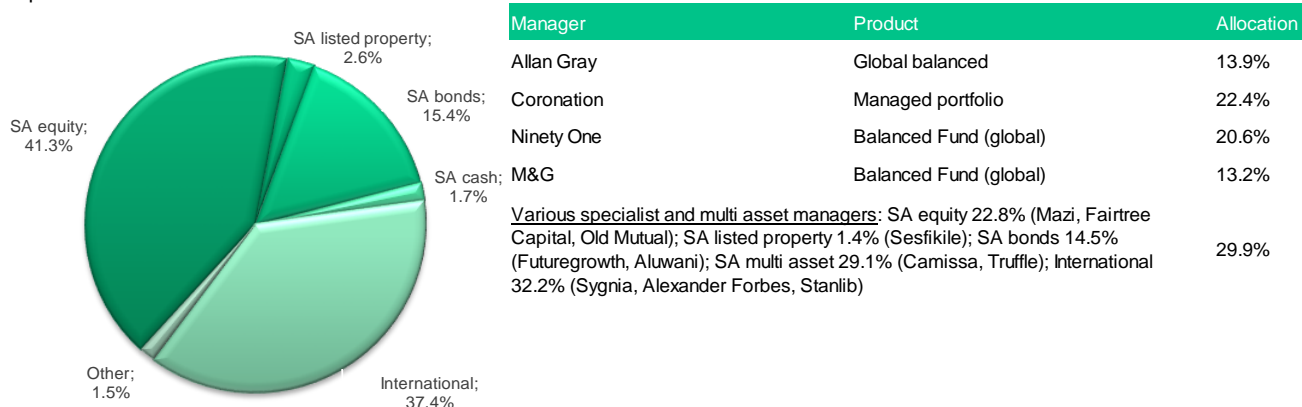 SA listed property;
2.6%
SA bonds;
15.4%
SA equity;
41.3%
SA cash;
1.7%
Other;
1.5%
International;
37.4%
Manager Product Allocation
Allan Gray Global balanced 13.9%
Coronation Managed portfolio 22.4%
Ninety One Balanced Fund (global) 20.6%
M&G Balanced Fund (global) 13.2%
Various specialist and multi asset managers: SA equity 22.8% (Mazi, Fairtree
Capital, Old Mutual); SA listed property 1.4% (Sesfikile); SA bonds 14.5%
(Futuregrowth, Aluwani); SA multi asset 29.1% (Camissa, Truffle); International
32.2% (Sygnia, Alexander Forbes, Stanlib)
29.9%